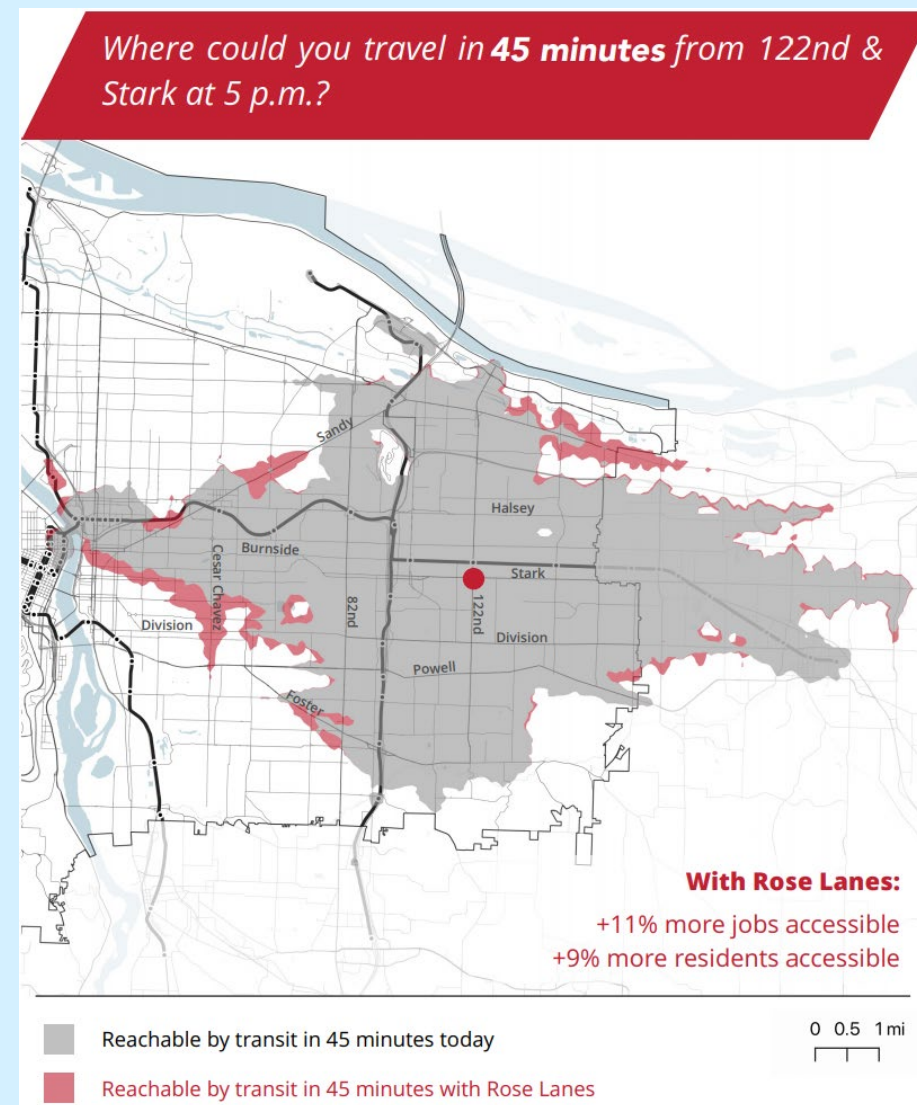 Where could you travel in 45 minutes from 122nd &
Stark at 5 p.m.?
Sandy
Halsey
Burnside
Stark
Cesar Chavez
82nd
122nd
Division
Division
Powell
Foster
With Rose Lanes:
+11% more jobs accessible
+9% more residents accessible
Reachable by transit in 45 minutes today
0 0.5 1 mi
Reachable by transit in 45 minutes with Rose Lanes